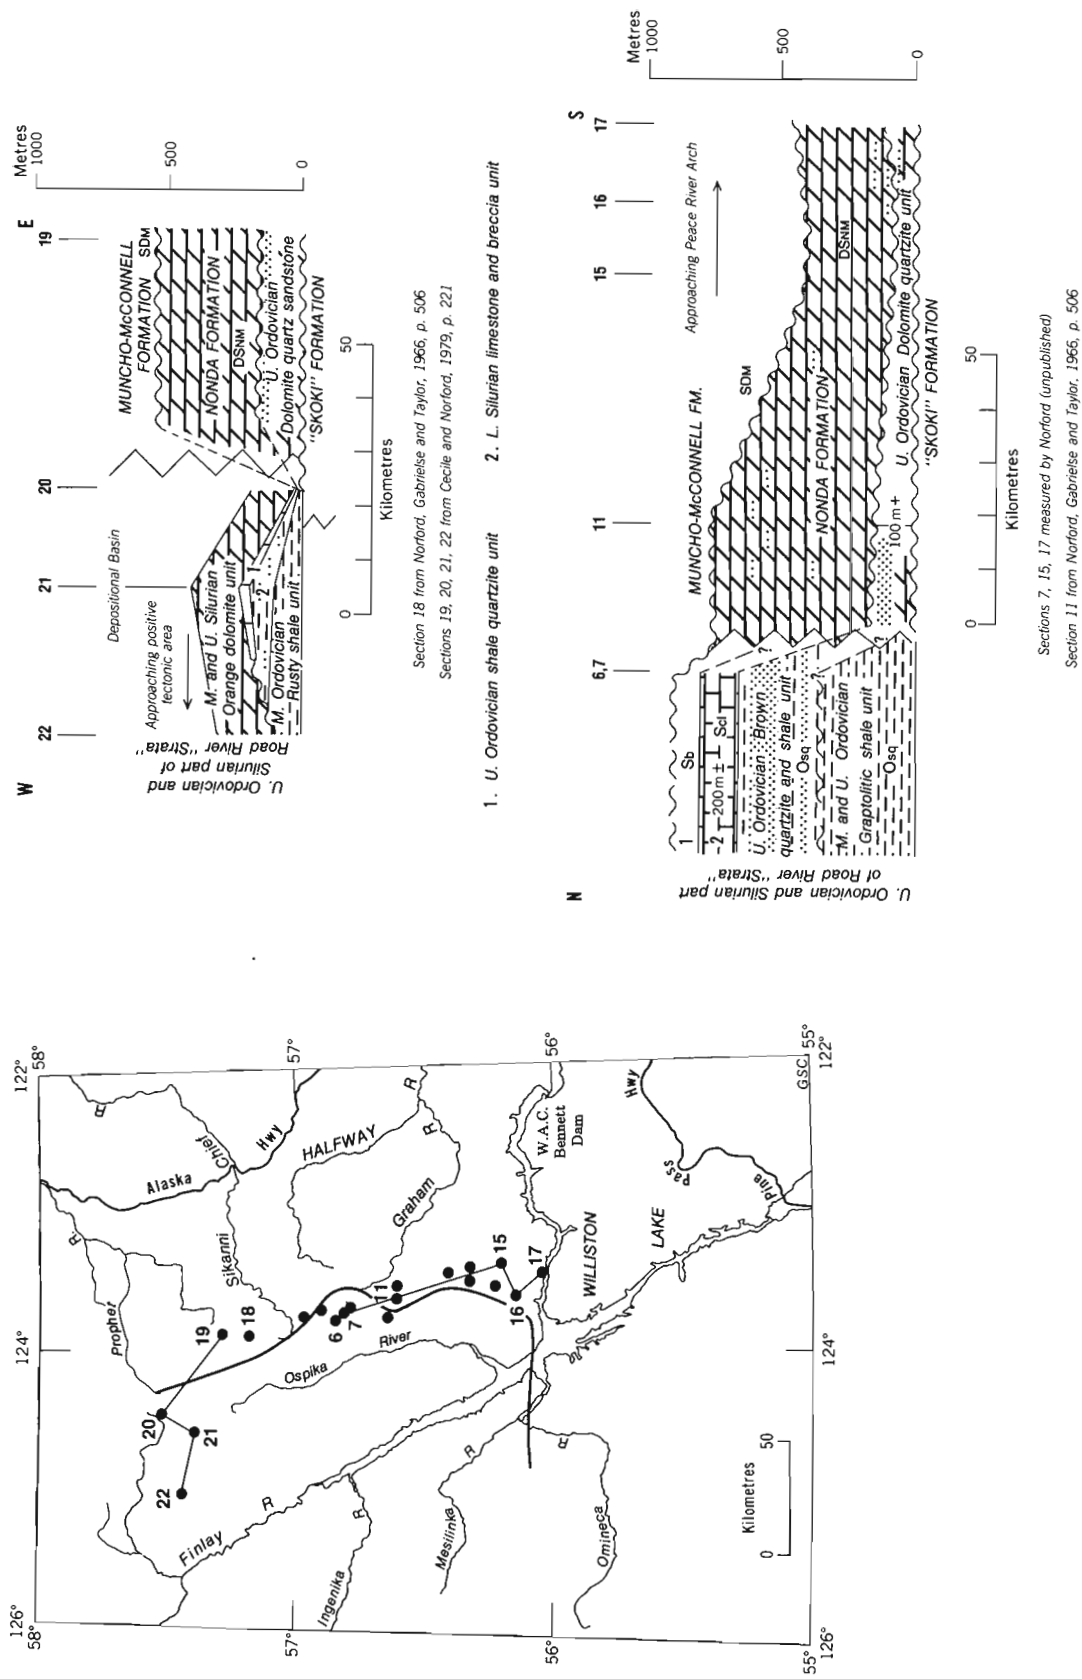 126°
124°
122°
58°
58°
Prophet
R.
Alaska
Sikanni
Chief
R
Hwy
20
19
22
21
18
Finlay
R
Ospika
River
HALFWAY
R
57°
57°
6
7
11
Graham
R
Ingenika
R
Mesilinka
R
15
16
17
W.A.C.
Bennett
Dam
56°
56°
WILLISTON
LAKE
Omineca
R
Pine
Pass
Hwy
Kilometres
0
50
G.S.C.
55°
55°
126°
124°
122°
W
E
22
21
20
19
Metres
1000
500
0
Depositional Basin
Approaching positive
tectonic area
U. Ordovician and
Silurian part of
Road River "Strata"
M. and U. Silurian
Orange dolomite unit
1
2
M. Ordovician
Rusty shale unit
MUNCHO-McCONNELL
FORMATION
SDM
NONDA FORMATION
DSNM
U. Ordovician
Dolomite quartz sandstone
"SKOKI" FORMATION
0
50
Kilometres
Section 18 from Norford, Gabrielse and Taylor, 1966, p. 506
Sections 19, 20, 21, 22 from Cecile and Norford, 1979, p. 221
1. U. Ordovician shale quartzite unit
2. L. Silurian limestone and breccia unit
N
S
6,7
11
15
16
17
Metres
1000
500
0
Approaching Peace River Arch
U. Ordovician and Silurian part
of Road River "Strata"
1
Sb
2
200m±
Scl
U. Ordovician Brown
quartzite and shale unit
Osq
M. and U. Ordovician
Graptolitic shale unit
Osq
?
?
?
MUNCHO-McCONNELL FM.
SDM
NONDA FORMATION
DSNM
100m+
U. Ordovician Dolomite quartzite unit
"SKOKI" FORMATION
0
50
Kilometres
Sections 7, 15, 17 measured by Norford (unpublished)
Section 11 from Norford, Gabrielse and Taylor, 1966, p. 506